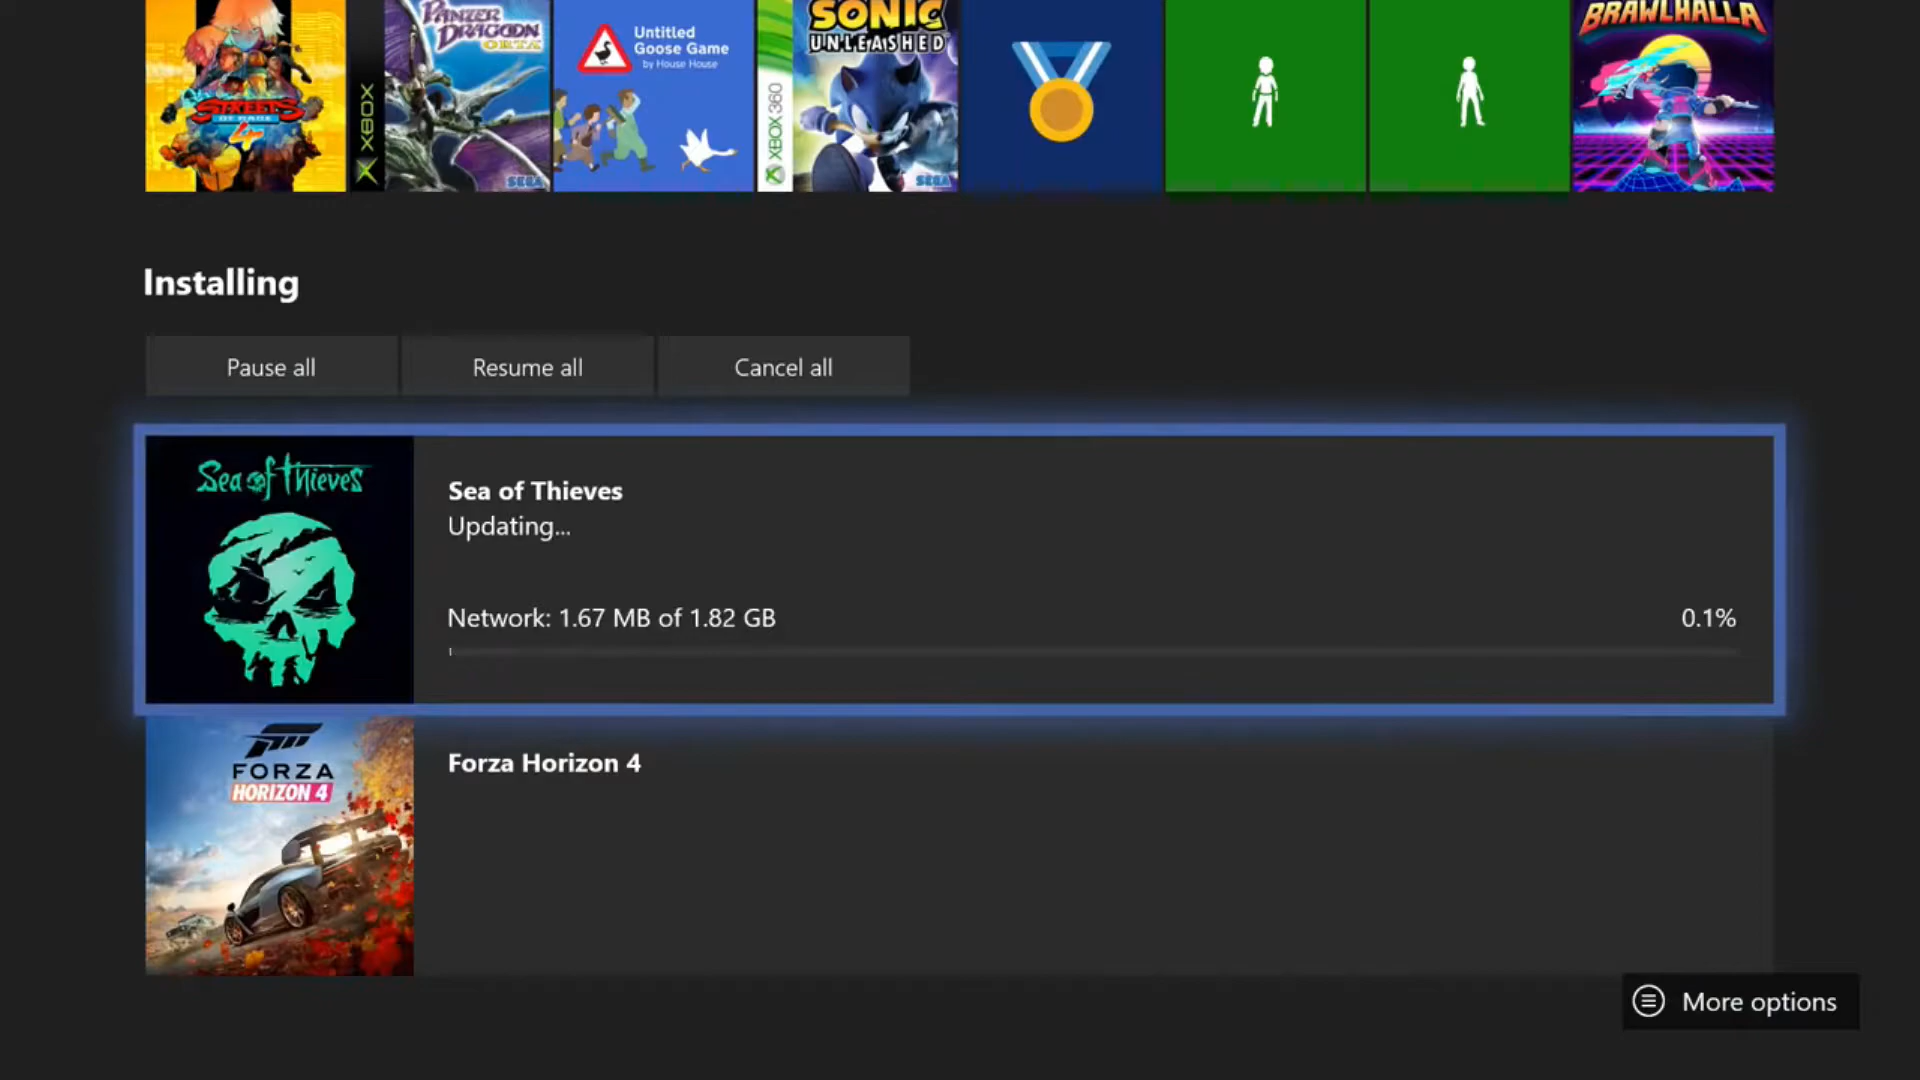 STREETS
OF RAGE
4
XBOX
PANZER
DRAGOON
ORTA
SEGA
Untitled
Goose Game
by House House
XBOX 360
SONIC
UNLEASHED
SEGA
BRAWLHALLA
Installing
Pause all
Resume all
Cancel all
Sea of Thieves
Sea of Thieves
Updating...
Network: 1.67 MB of 1.82 GB
0.1%
FORZA
HORIZON 4
Forza Horizon 4
More options